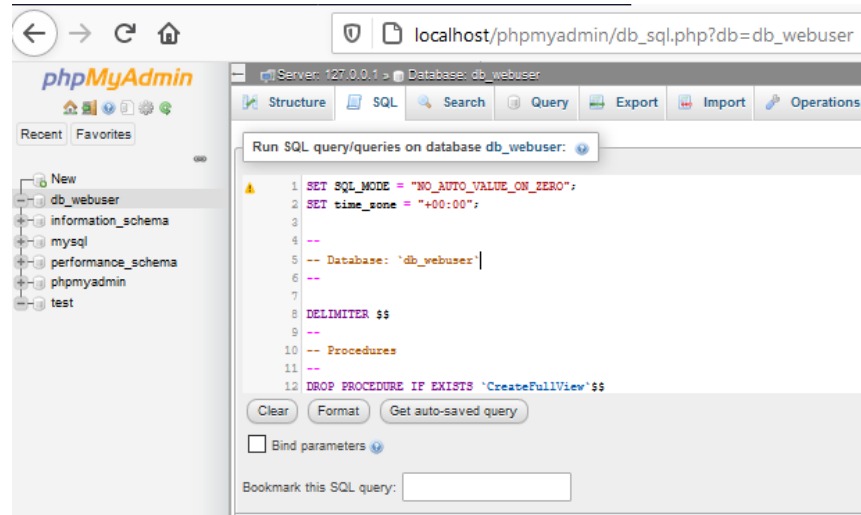 localhost/phpmyadmin/db_sql.php?db=db_webuser
phpMyAdmin
Recent Favorites
New
db_webuser
information_schema
mysql
performance_schema
phpmyadmin
test
Server: 127.0.0.1 » Database: db_webuser
Structure SQL Search Query Export Import Operations
Run SQL query/queries on database db_webuser:
1 SET SQL_MODE = "NO_AUTO_VALUE_ON_ZERO";
2 SET time_zone = "+00:00";
3
4 --
5 -- Database: `db_webuser`
6 --
7
8 DELIMITER $$
9 --
10 -- Procedures
11 --
12 DROP PROCEDURE IF EXISTS `CreateFullView`$$
Clear Format Get auto-saved query
Bind parameters
Bookmark this SQL query: